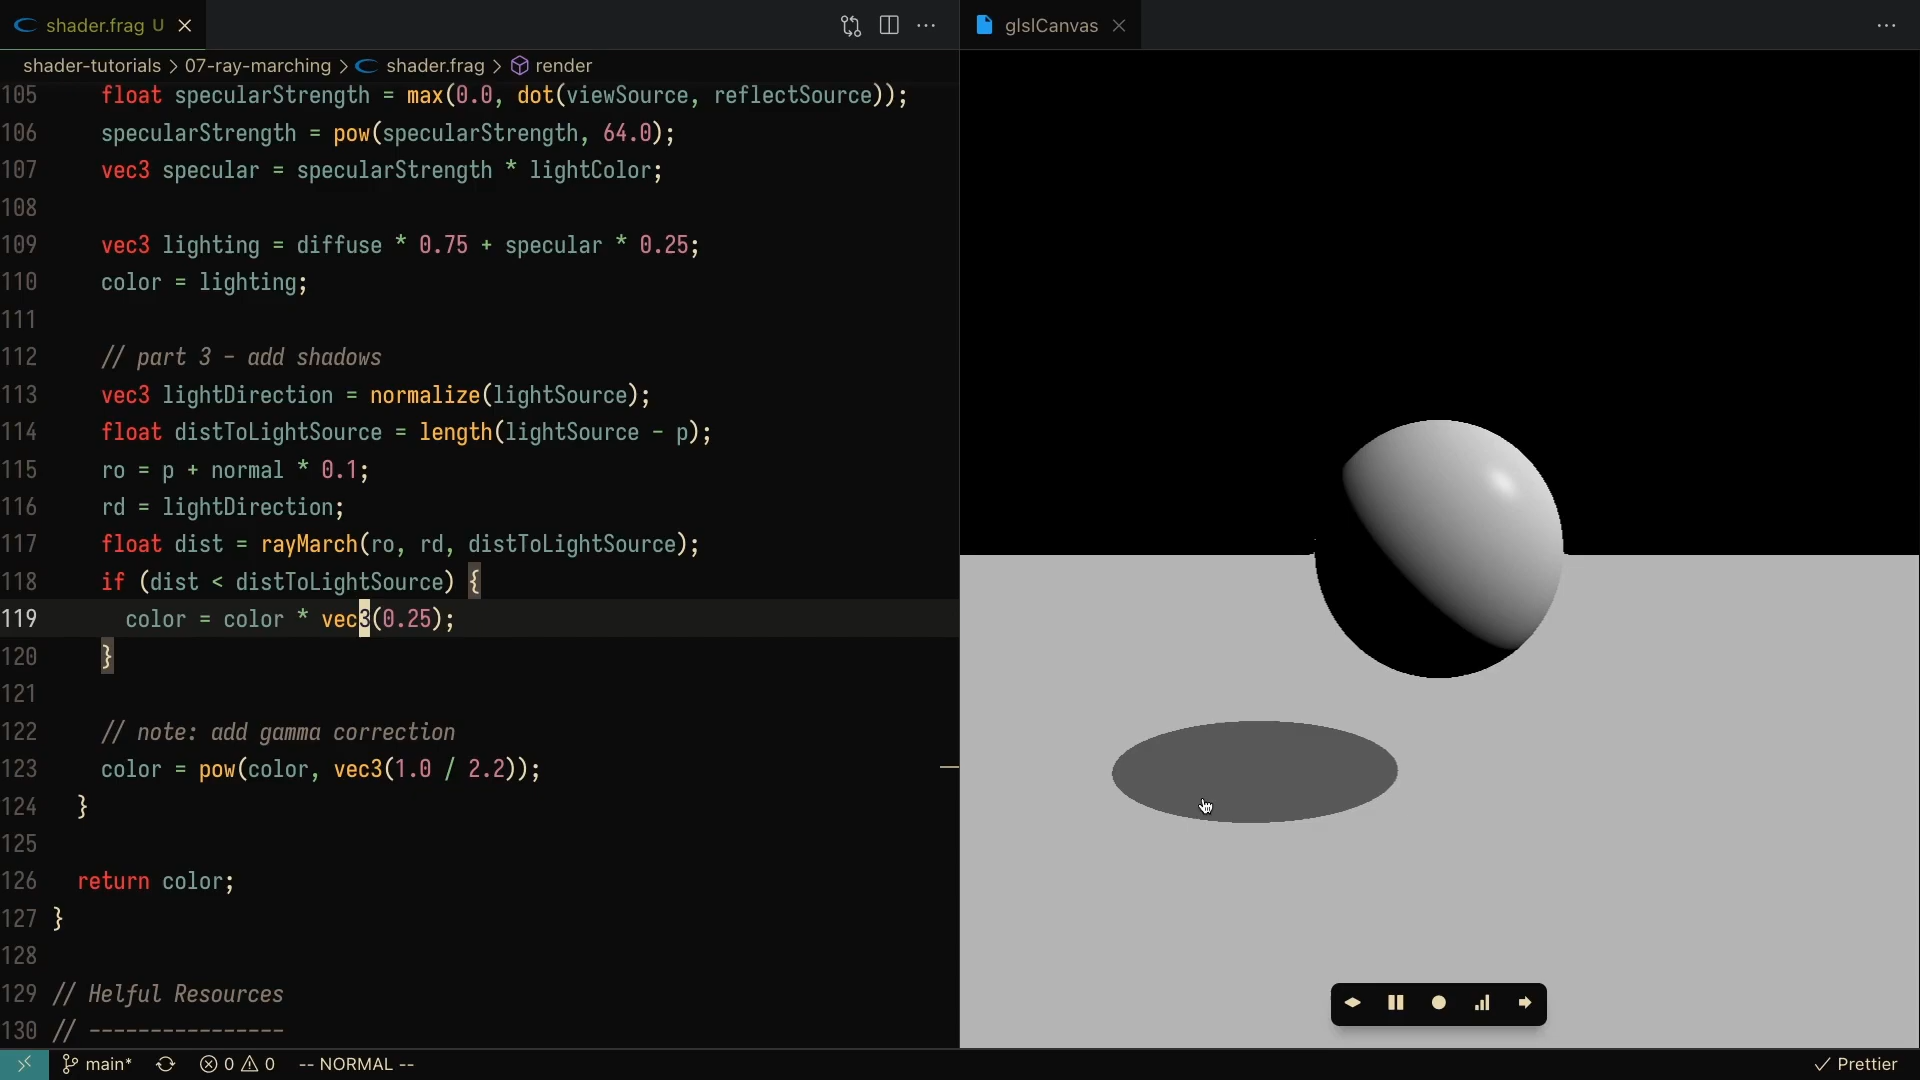 shader.frag U
glslCanvas
shader-tutorials > 07-ray-marching > shader.frag > render
105 float specularStrength = max(0.0, dot(viewSource, reflectSource));
106 specularStrength = pow(specularStrength, 64.0);
107 vec3 specular = specularStrength * lightColor;
108
109 vec3 lighting = diffuse * 0.75 + specular * 0.25;
110 color = lighting;
111
112 // part 3 - add shadows
113 vec3 lightDirection = normalize(lightSource);
114 float distToLightSource = length(lightSource - p);
115 ro = p + normal * 0.1;
116 rd = lightDirection;
117 float dist = rayMarch(ro, rd, distToLightSource);
118 if (dist < distToLightSource) {
119 color = color * vec3(0.25);
120 }
121
122 // note: add gamma correction
123 color = pow(color, vec3(1.0 / 2.2));
124 }
125
126 return color;
127 }
128
129 // Helful Resources
130 // ----------------
main* 0 0 -- NORMAL --
Prettier